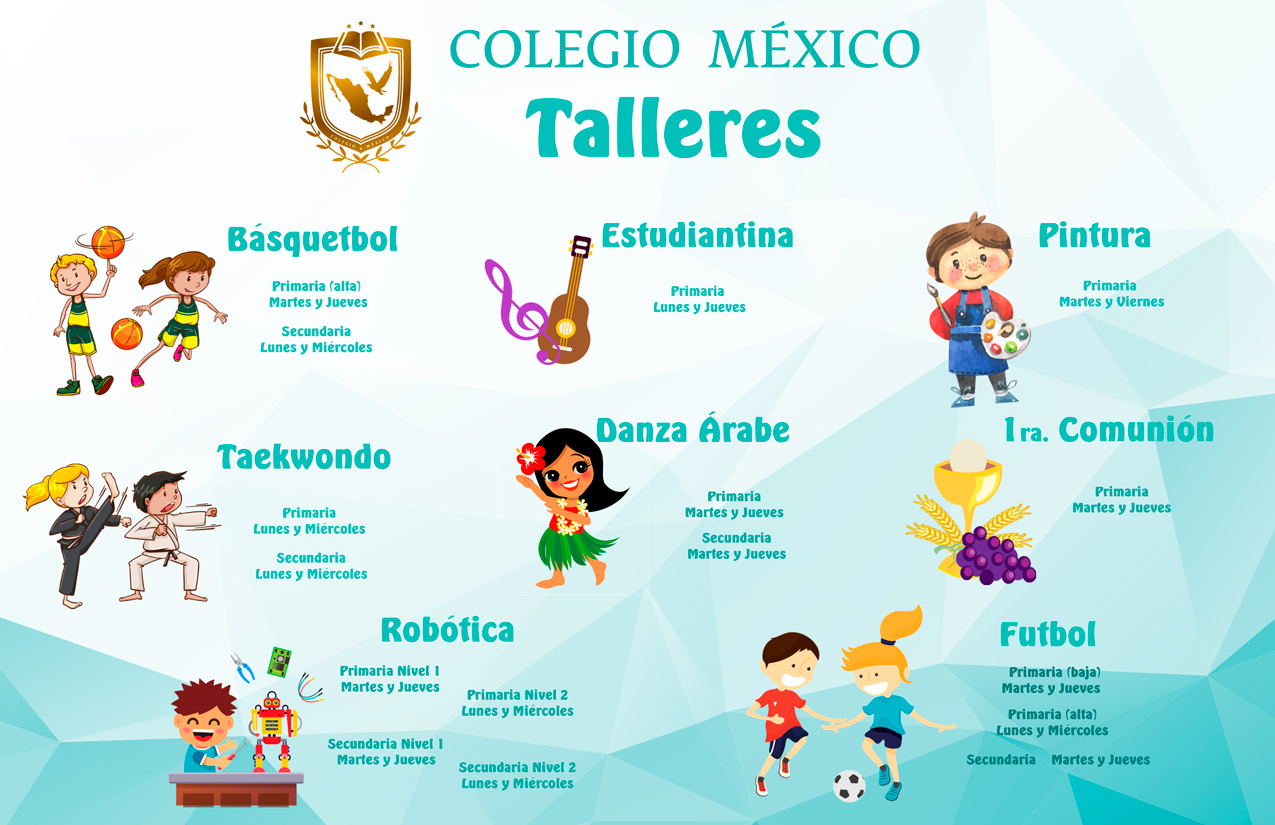 COLEGIO MÉXICO
COLEGIO MÉXICO
Talleres
Básquetbol
Primaria (alta)
Martes y Jueves
Secundaria
Lunes y Miércoles
Estudiantina
Primaria
Lunes y Jueves
Pintura
Primaria
Martes y Viernes
Taekwondo
Primaria
Lunes y Miércoles
Secundaria
Lunes y Miércoles
Danza Árabe
Primaria
Martes y Jueves
Secundaria
Martes y Jueves
1ra. Comunión
Primaria
Martes y Jueves
Robótica
Primaria Nivel 1
Martes y Jueves
Primaria Nivel 2
Lunes y Miércoles
Secundaria Nivel 1
Martes y Jueves
Secundaria Nivel 2
Lunes y Miércoles
Futbol
Primaria (baja)
Martes y Jueves
Primaria (alta)
Lunes y Miércoles
Secundaria Martes y Jueves